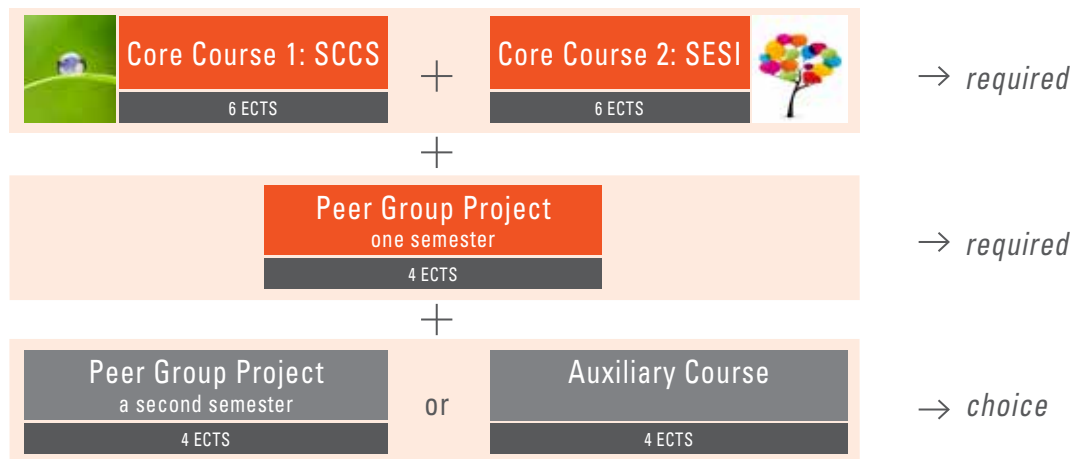 Core Course 1: SCCS + Core Course 2: SESI → required
6 ECTS 6 ECTS
+
Peer Group Project
one semester → required
4 ECTS
+
Peer Group Project Auxiliary Course
a second semester or → choice
4 ECTS 4 ECTS